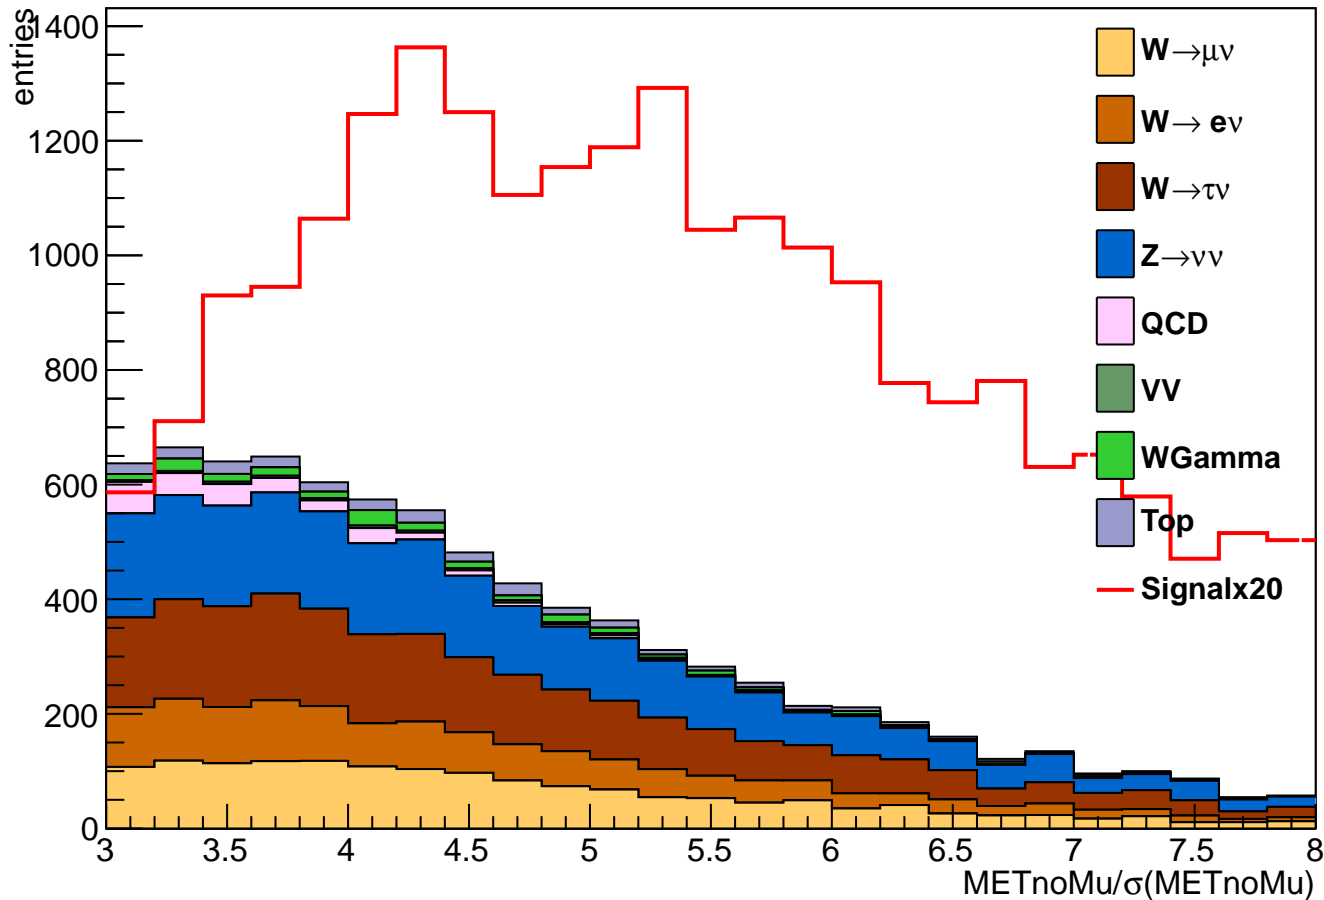 entries
1400
1200
1000
800
600
400
200
0
3
3.5
4
4.5
5
5.5
6
6.5
7
7.5
8
METnoMu/σ(METnoMu)
W→μν
W→ eν
W→τν
Z→νν
QCD
VV
WGamma
Top
Signalx20